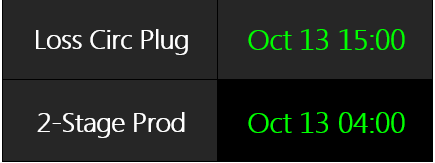 Loss Circ Plug Oct 13 15:00
2-Stage Prod Oct 13 04:00